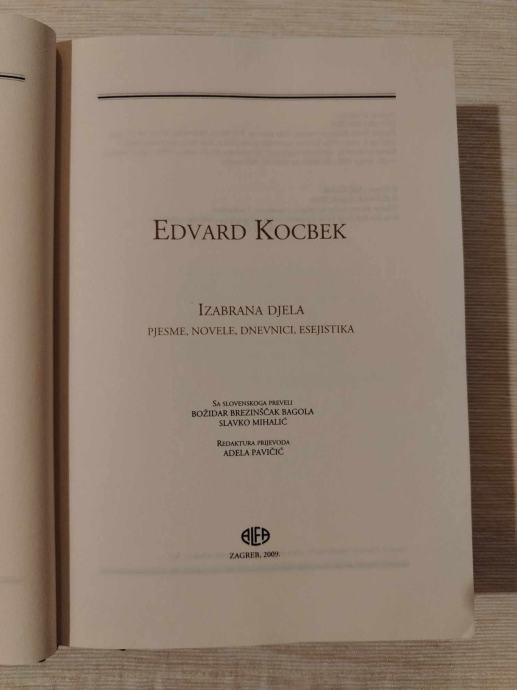 EDVARD KOCBEK
IZABRANA DJELA
PJESME, NOVELE, DNEVNICI, ESEJISTIKA
SA SLOVENSKOGA PREVELI
BOŽIDAR BREZINŠČAK BAGOLA
SLAVKO MIHALIĆ
REDAKTURA PRIJEVODA
ADELA PAVIČIĆ
ALFA
ZAGREB, 2009.